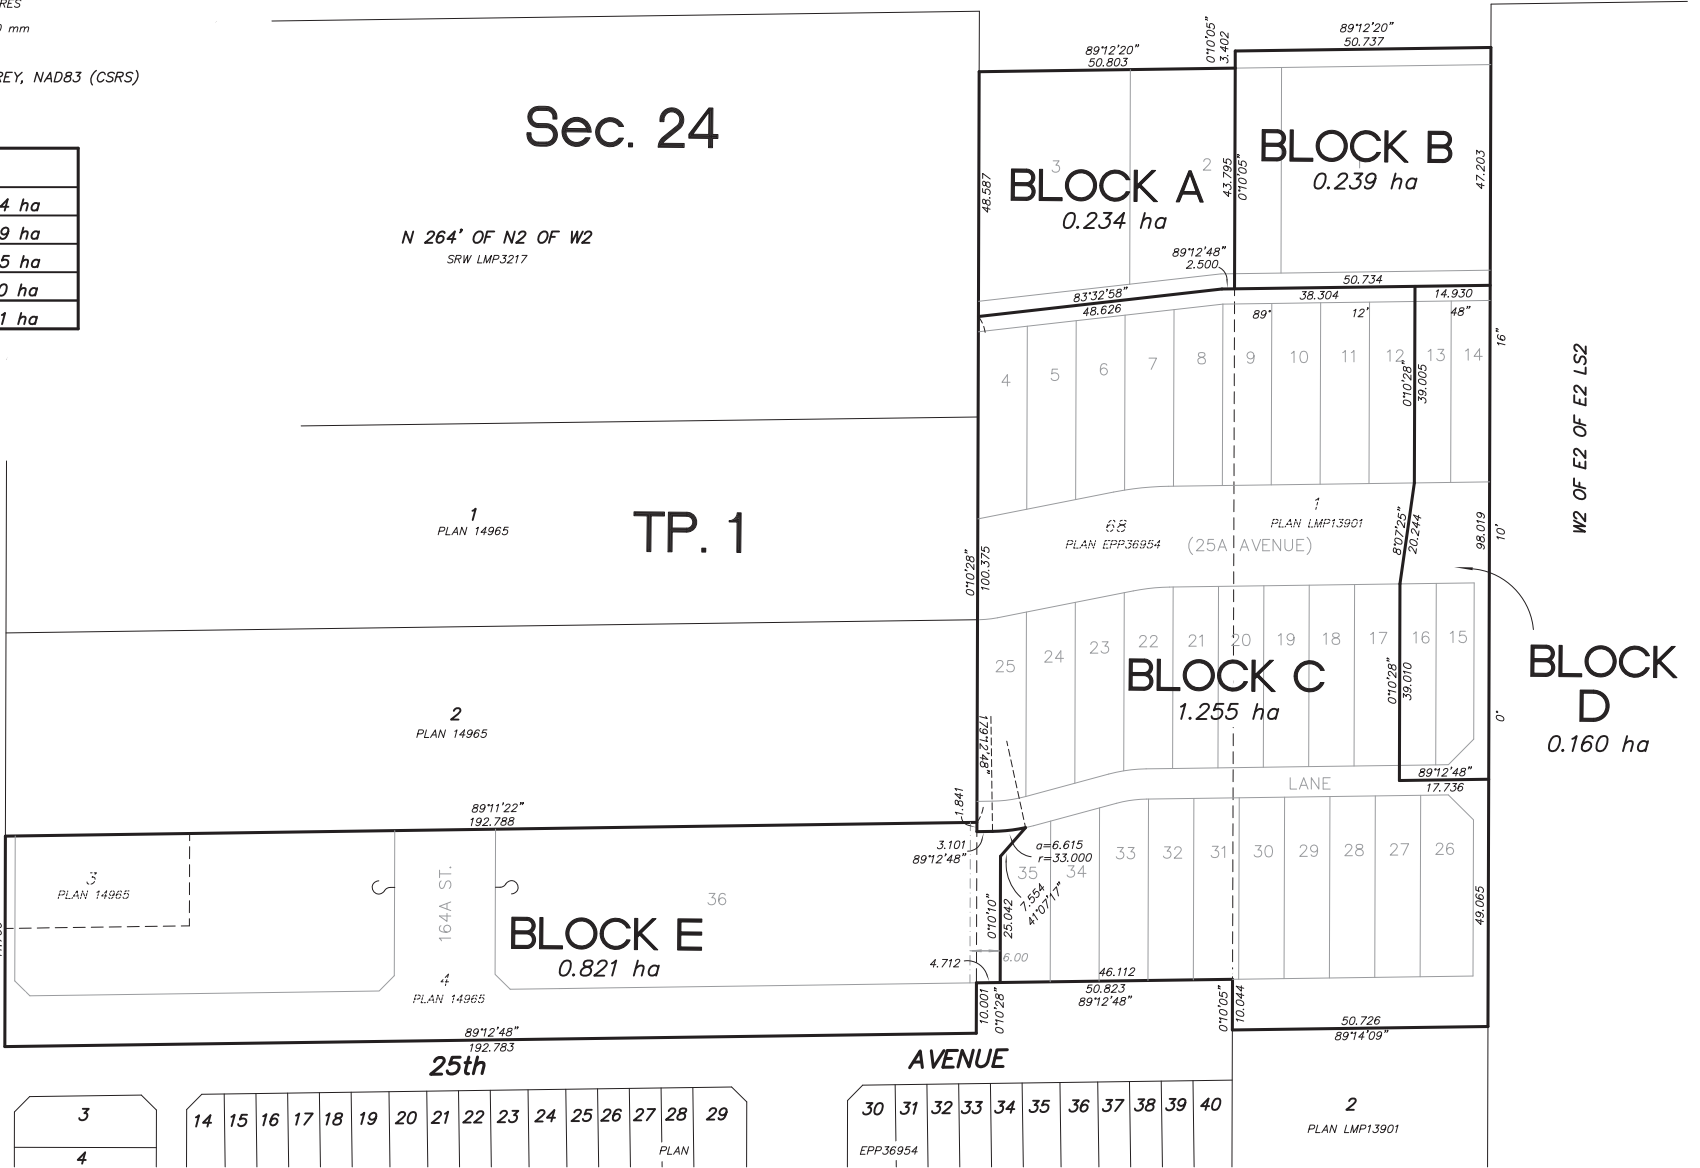 RES
mm
REY, NAD83 (CSRS)
4 ha
9 ha
5 ha
0 ha
1 ha
Sec. 24
N 264' OF N2 OF W2
SRW LMP3217
89°12'20"
50.803
0°10'05"
3.402
89°12'20"
50.737
BLOCK A
0.234 ha
3
2
48.587
43.795
0°10'05"
BLOCK B
0.239 ha
47.203
89°12'48"
2.500
83°32'58"
48.626
50.734
38.304
14.930
89°
12'
48"
4
5
6
7
8
9
10
11
12
13
14
0°10'28"
39.005
16"
W2 OF E2 OF E2 LS2
1
PLAN 14965
TP. 1
68
PLAN EPP36954
(25A AVENUE)
1
PLAN LMP13901
8°07'25"
20.244
98.019
10'
0°10'28"
100.375
25
24
23
22
21
20
19
18
17
16
15
BLOCK C
1.255 ha
0°10'28"
39.010
0°
BLOCK
D
0.160 ha
2
PLAN 14965
179°12'48"
LANE
89°12'48"
17.736
89°11'22"
192.788
1.841
3.101
89°12'48"
a=6.615
r=33.000
7.554
41°07'17"
35
34
33
32
31
30
29
28
27
26
49.065
3
PLAN 14965
164A ST.
36
BLOCK E
0.821 ha
0°10'10"
25.042
6.00
4.712
4
PLAN 14965
46.112
50.823
89°12'48"
10.001
0°10'28"
0°10'05"
10.044
50.726
89°14'09"
89°12'48"
192.783
25th AVENUE
3
4
14 15 16 17 18 19 20 21 22 23 24 25 26 27 28 29
PLAN
30 31 32 33 34 35 36 37 38 39 40
EPP36954
2
PLAN LMP13901